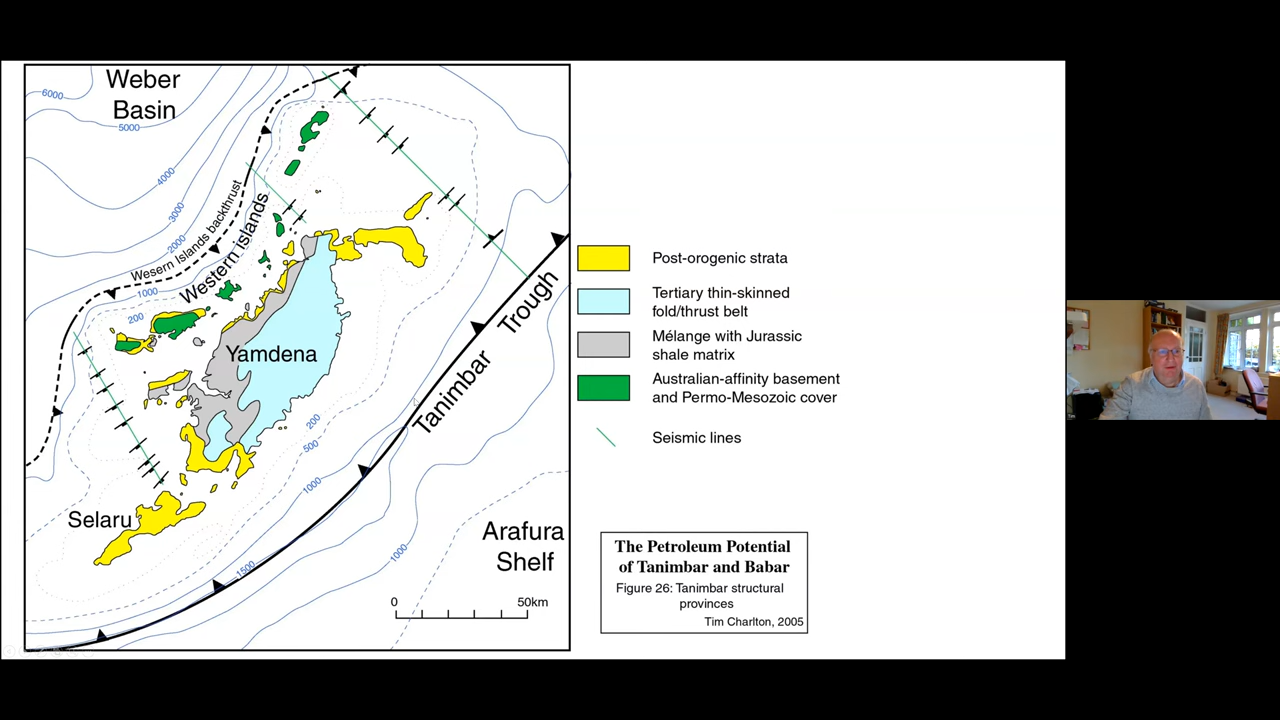 Weber
Basin
6000
5000
4000
3000
2000
1000
200
Wesern Islands backthrust
Western islands
Yamdena
Selaru
Tanimbar Trough
200
500
1000
1500
1000
Arafura
Shelf
0 50km
Post-orogenic strata
Tertiary thin-skinned
fold/thrust belt
Mélange with Jurassic
shale matrix
Australian-affinity basement
and Permo-Mesozoic cover
Seismic lines
The Petroleum Potential
of Tanimbar and Babar
Figure 26: Tanimbar structural
provinces
Tim Charlton, 2005
Tim